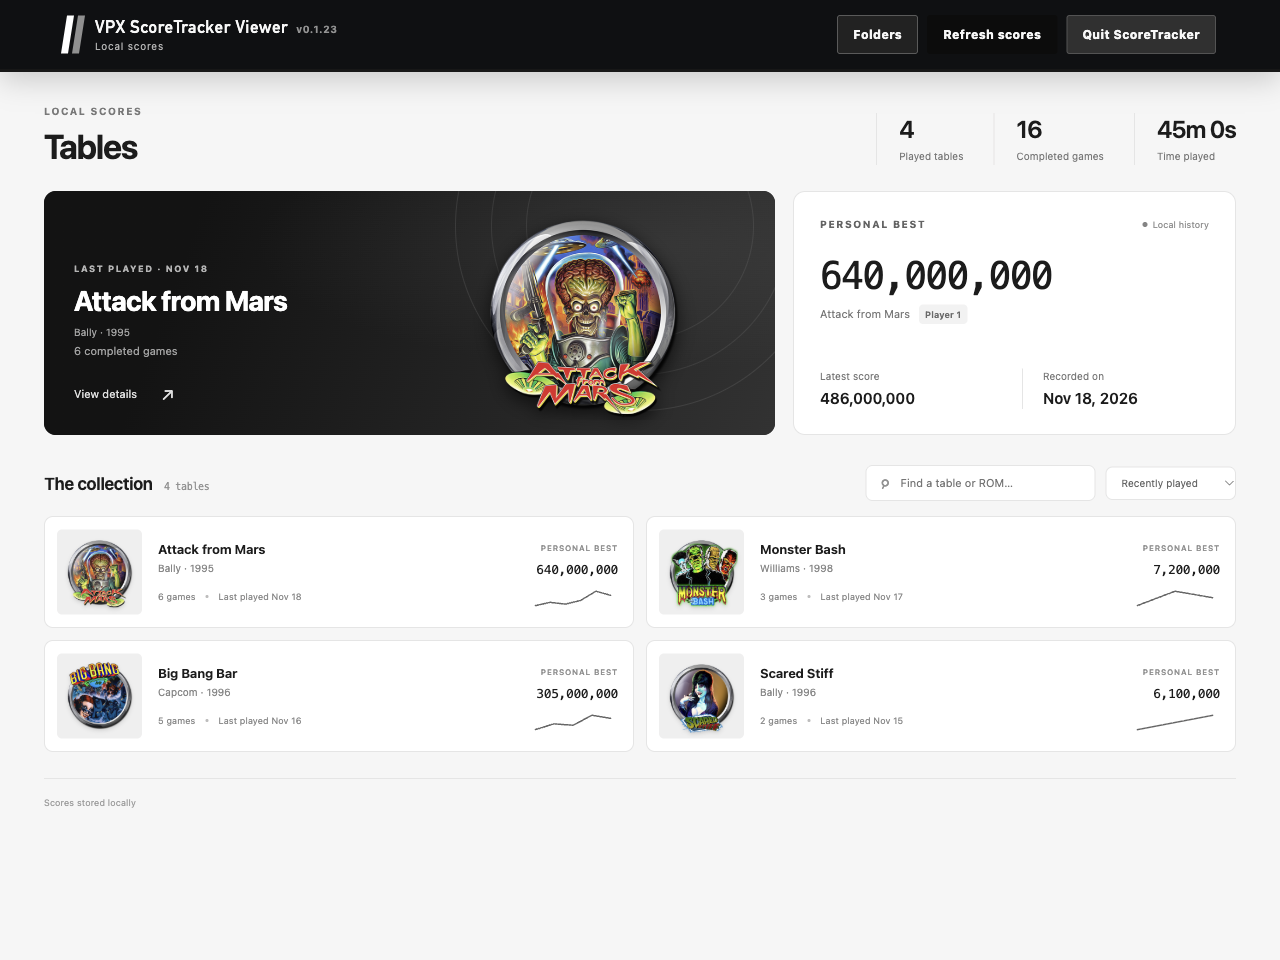 VPX ScoreTracker Viewer v0.1.23
Local scores
Folders
Refresh scores
Quit ScoreTracker
LOCAL SCORES
Tables
4
Played tables
16
Completed games
45m 0s
Time played
LAST PLAYED · NOV 18
Attack from Mars
Bally · 1995
6 completed games
View details
ATTACK
FROM
MARS
PERSONAL BEST
Local history
640,000,000
Attack from Mars Player 1
Latest score
486,000,000
Recorded on
Nov 18, 2026
The collection 4 tables
Find a table or ROM...
Recently played
Attack from Mars
Bally · 1995
6 games • Last played Nov 18
PERSONAL BEST
640,000,000
Monster Bash
Williams · 1998
3 games • Last played Nov 17
PERSONAL BEST
7,200,000
MONSTER
BASH
Big Bang Bar
Capcom · 1996
5 games • Last played Nov 16
PERSONAL BEST
305,000,000
BIG BANG
Scared Stiff
Bally · 1996
2 games • Last played Nov 15
PERSONAL BEST
6,100,000
Scores stored locally